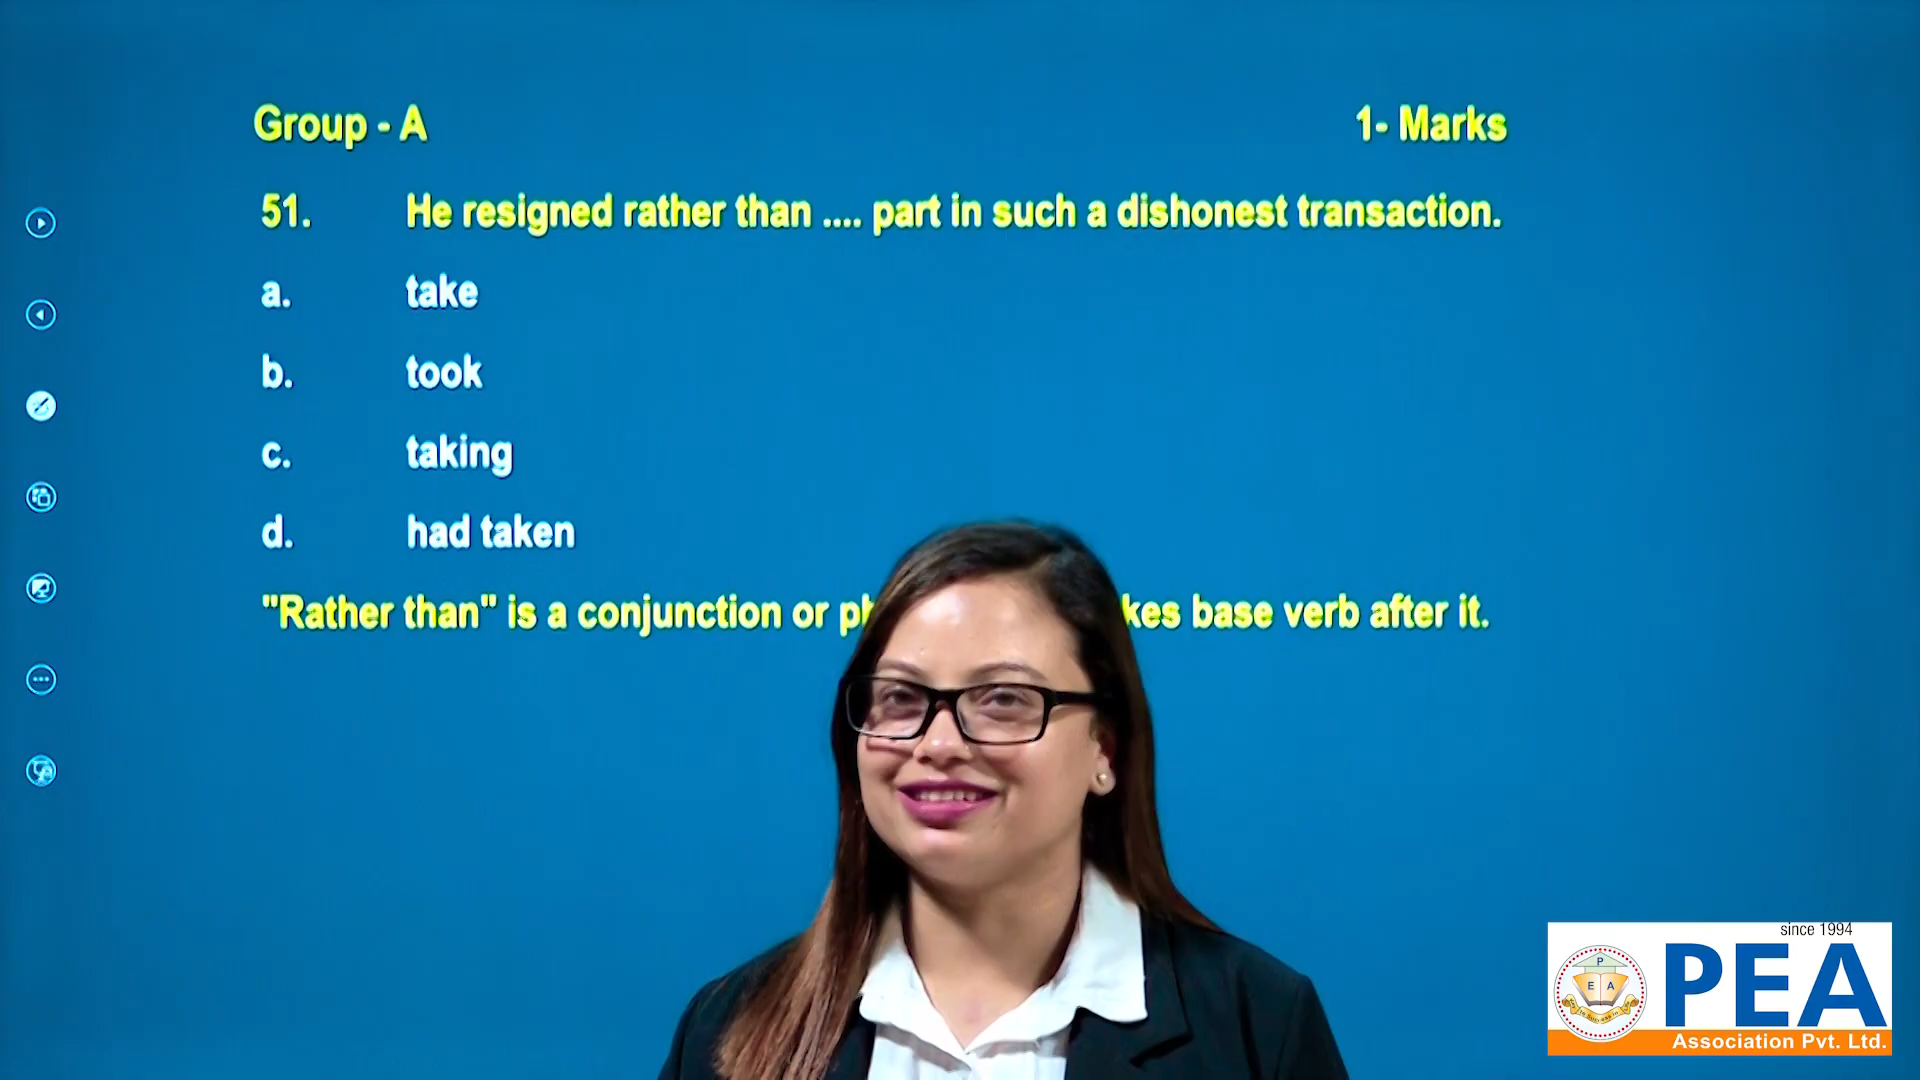 Group - A 1- Marks
51. He resigned rather than .... part in such a dishonest transaction.
a. take
b. took
c. taking
d. had taken
"Rather than" is a conjunction or base verb after it.
since 1994
P
E A
PEA
Association Pvt. Ltd.